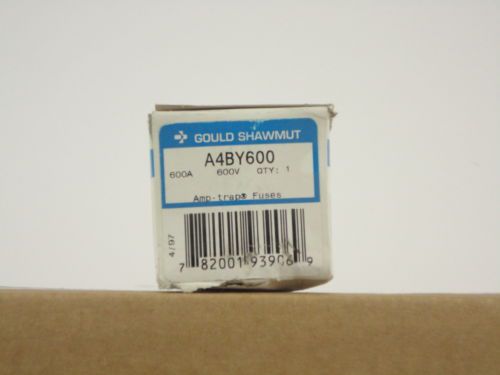 GOULD SHAWMUT
A4BY600
600A 600V QTY: 1
Amp-trap® Fuses
4/97
7 82001 93906 9